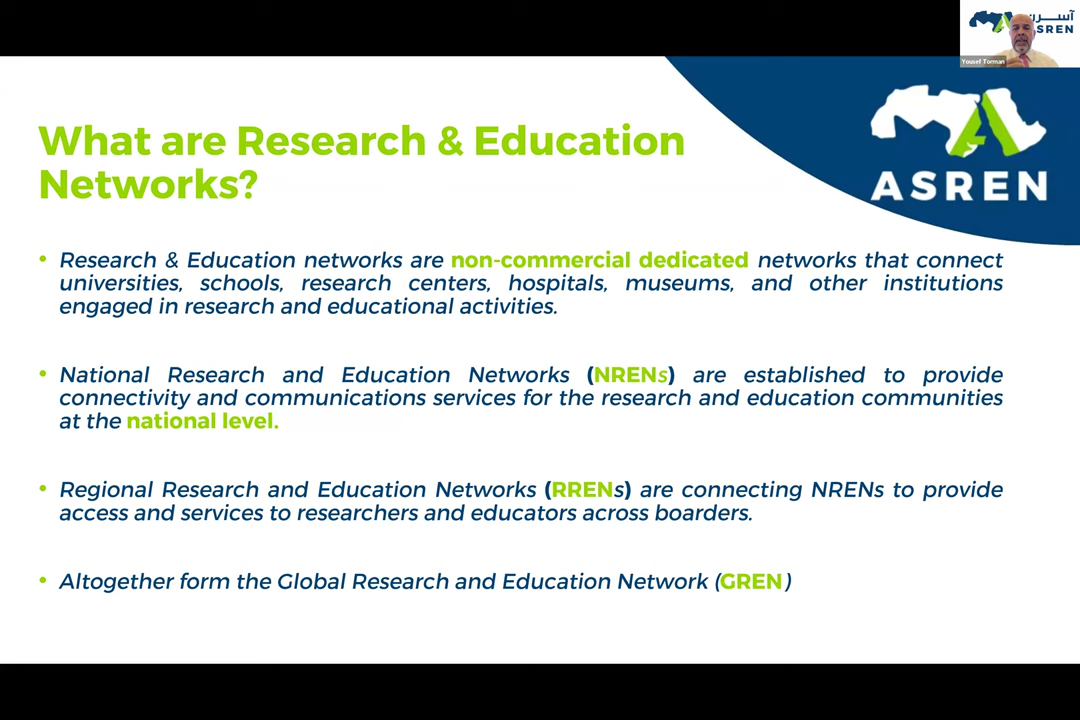 آسرن
ASREN
Yousef Torman
ASREN
What are Research & Education
Networks?
• Research & Education networks are non-commercial dedicated networks that connect
universities, schools, research centers, hospitals, museums, and other institutions
engaged in research and educational activities.
• National Research and Education Networks (NRENs) are established to provide
connectivity and communications services for the research and education communities
at the national level.
• Regional Research and Education Networks (RRENs) are connecting NRENs to provide
access and services to researchers and educators across boarders.
• Altogether form the Global Research and Education Network (GREN)